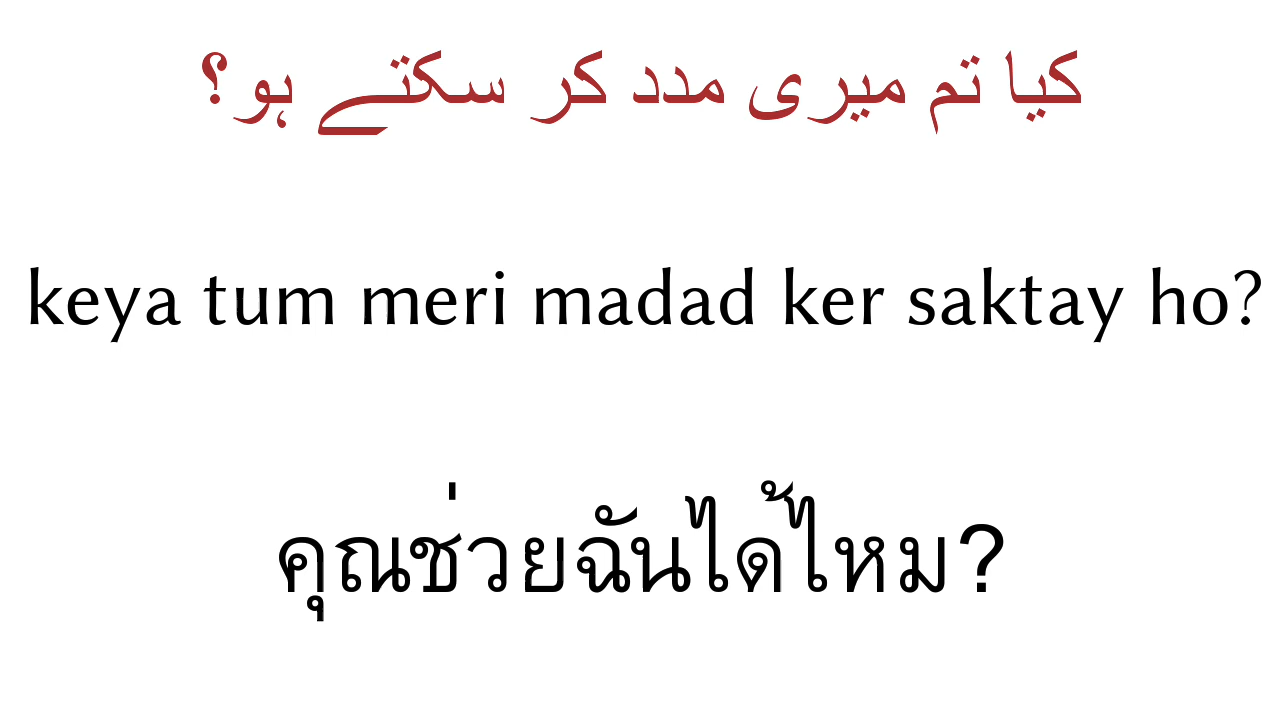 کیا تم میری مدد کر سکتے ہو؟
keya tum meri madad ker saktay ho?
คุณช่วยฉันได้ไหม?